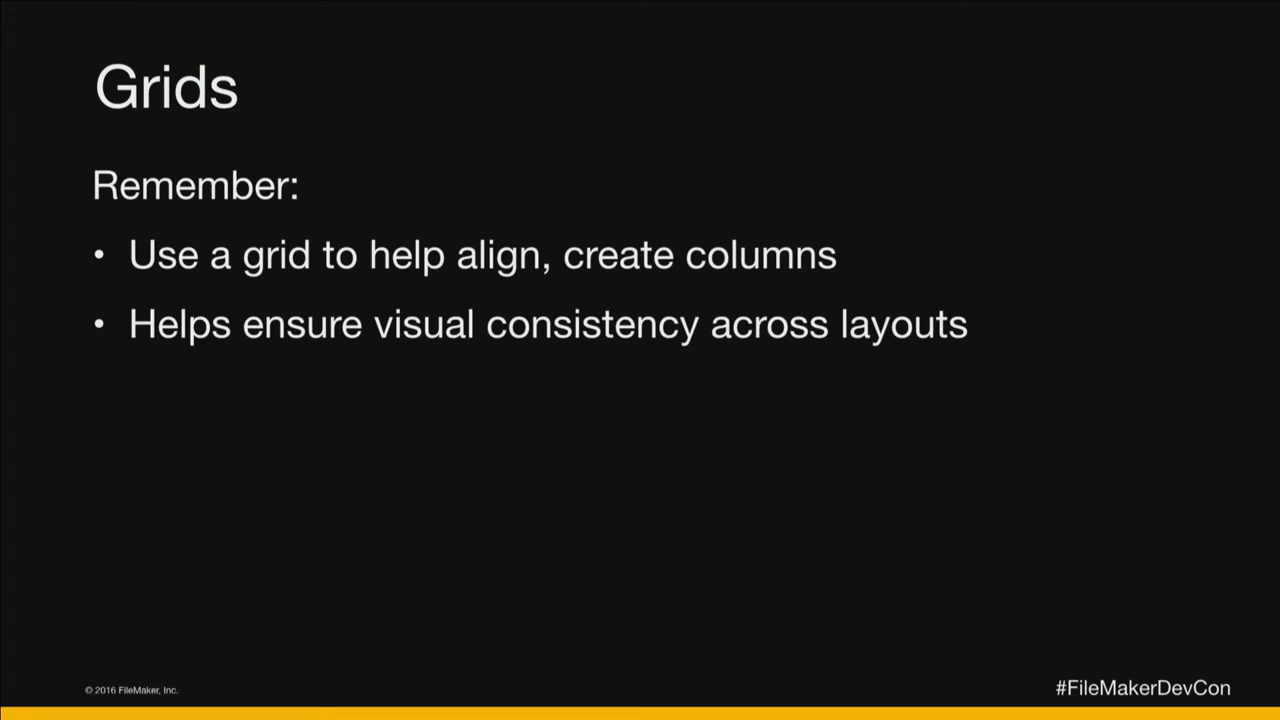 Grids
Remember:
• Use a grid to help align, create columns
• Helps ensure visual consistency across layouts
© 2016 FileMaker, Inc.
#FileMakerDevCon